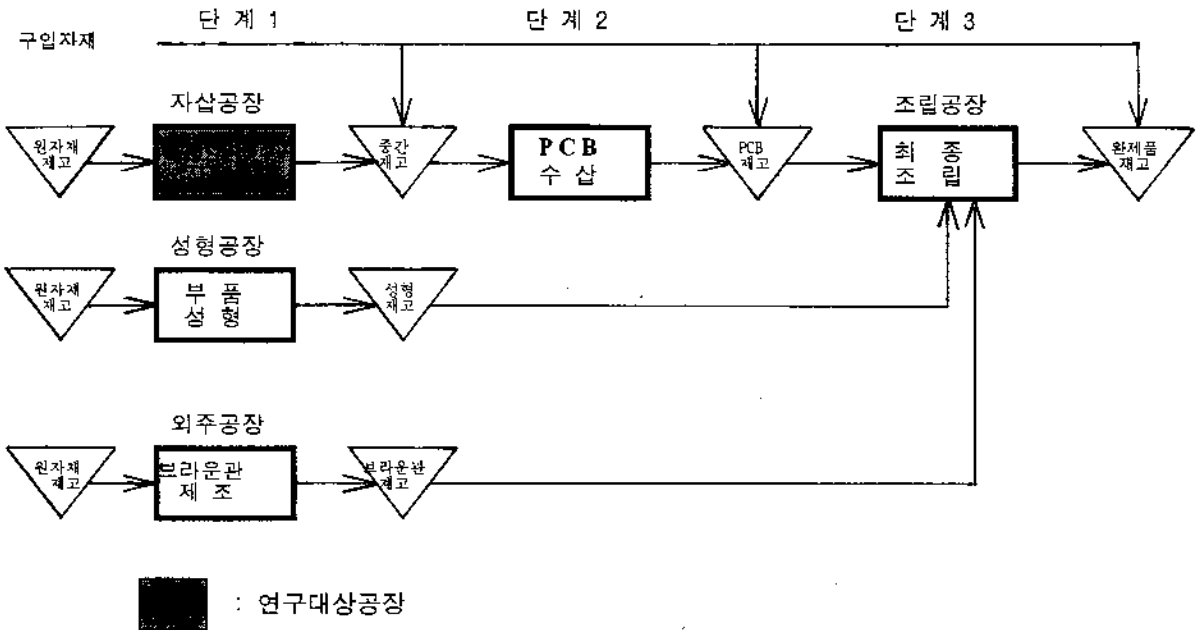 단 계 1
단 계 2
단 계 3
구입자재
자삽공장
조립공장
원자재
재고
중간
재고
PCB
수 삽
PCB
재고
최 종
조 립
완제품
재고
성형공장
원자재
재고
부 품
성 형
성형
재고
외주공장
원자재
재고
브라운관
제 조
브라운관
재고
: 연구대상공장